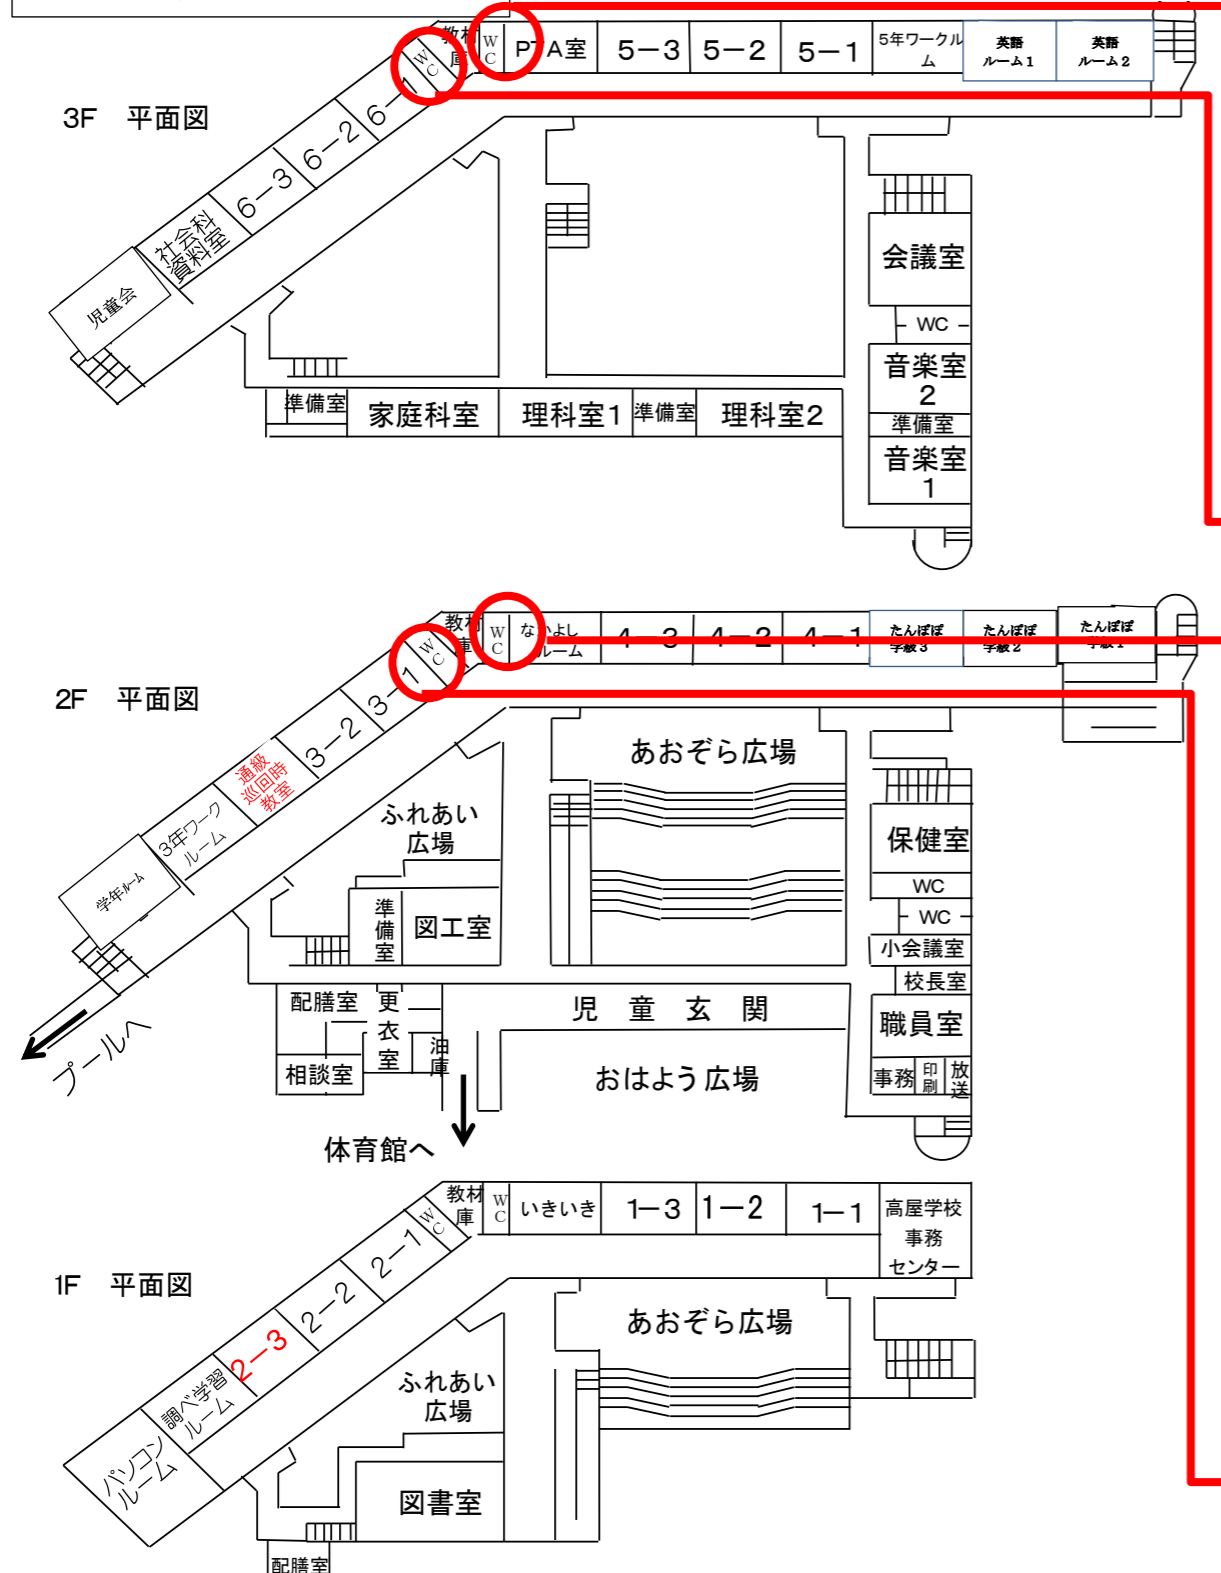 教材
庫
WC
WC
PTA室
5－3
5－2
5－1
5年ワークル
ーム
英語
ルーム1
英語
ルーム2
3F 平面図
6－1
6－2
6－3
社会科
資料室
児童会
会議室
WC
音楽室
2
準備室
音楽室
1
準備室
家庭科室
理科室1
準備室
理科室2
教材
庫
WC
WC
なかよし
ルーム
4－3
4－2
4－1
たんぽぽ
学級3
たんぽぽ
学級2
たんぽぽ
学級1
2F 平面図
3－1
3－2
通級
巡回時
教室
3年ワーク
ルーム
学年ルーム
プールへ
あおぞら広場
ふれあい
広場
準備室
図工室
保健室
WC
WC
小会議室
校長室
職員室
事務
印刷
放送
配膳室
更衣室
油庫
相談室
児童玄関
おはよう広場
体育館へ
教材
庫
WC
WC
いきいき
1－3
1－2
1－1
高屋学校
事務
センター
1F 平面図
2－1
2－2
2－3
調べ学習
ルーム
パソコン
ルーム
あおぞら広場
ふれあい
広場
図書室
配膳室